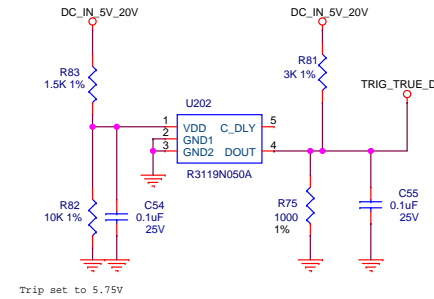 DC_IN_5V_20V
DC_IN_5V_20V
R83
1.5K 1%
R81
3K 1%
TRIG_TRUE_D
U202
1
VDD
C_DLY
5
2
GND1
3
GND2
DOUT
4
R3119N050A
R82
10K 1%
C54
0.1uF
25V
R75
1000
1%
C55
0.1uF
25V
Trip set to 5.75V